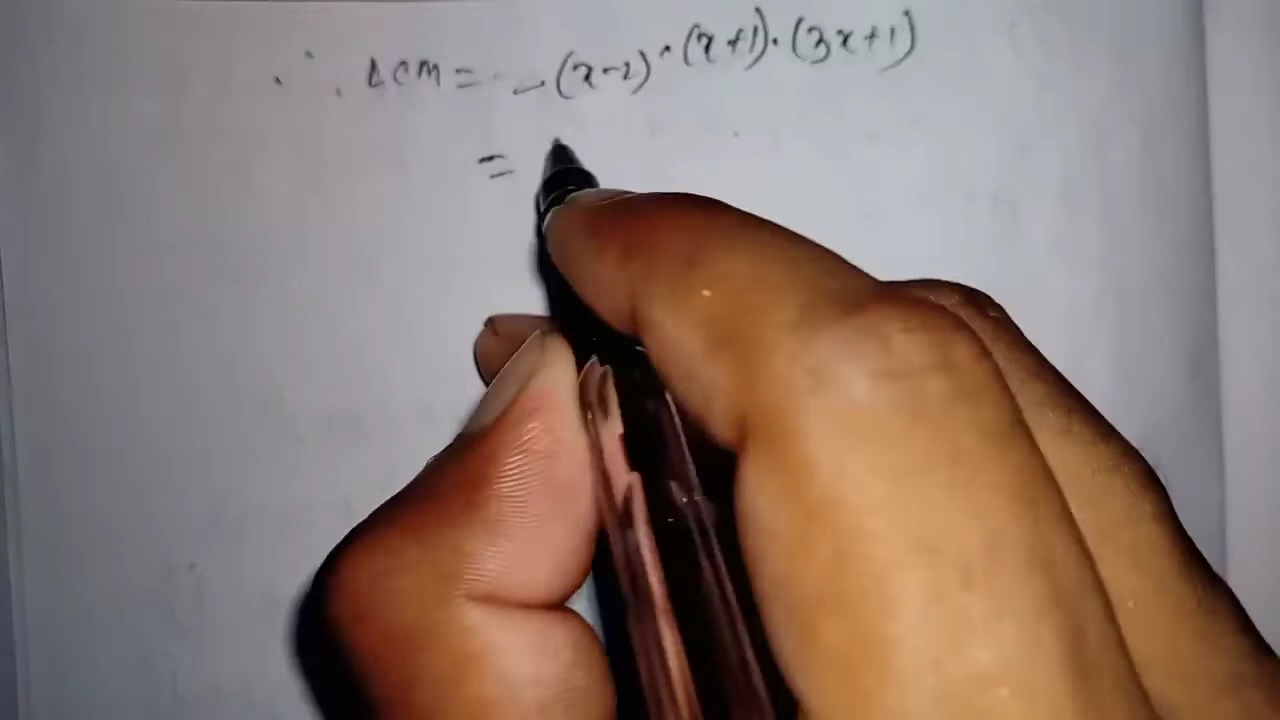 ∴ LCM = -(x-2)·(x+1)·(3x+1)
=